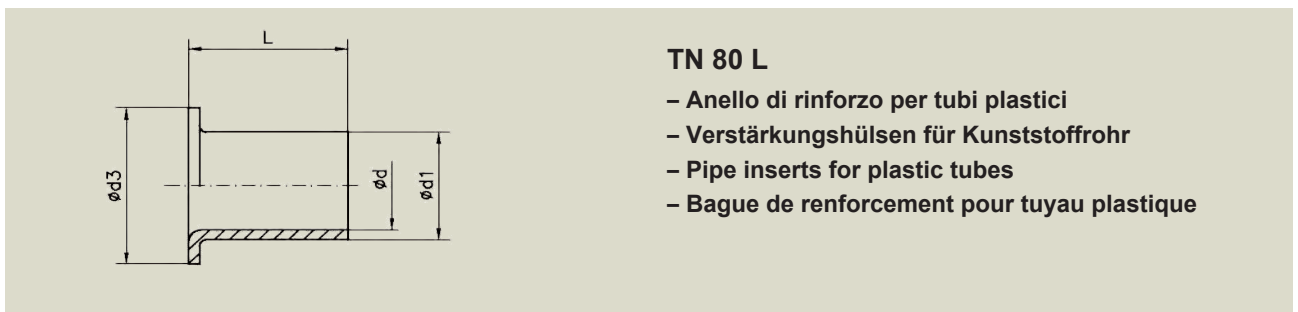 L
ød3
ød
ød1
TN 80 L
– Anello di rinforzo per tubi plastici
– Verstärkungshülsen für Kunststoffrohr
– Pipe inserts for plastic tubes
– Bague de renforcement pour tuyau plastique